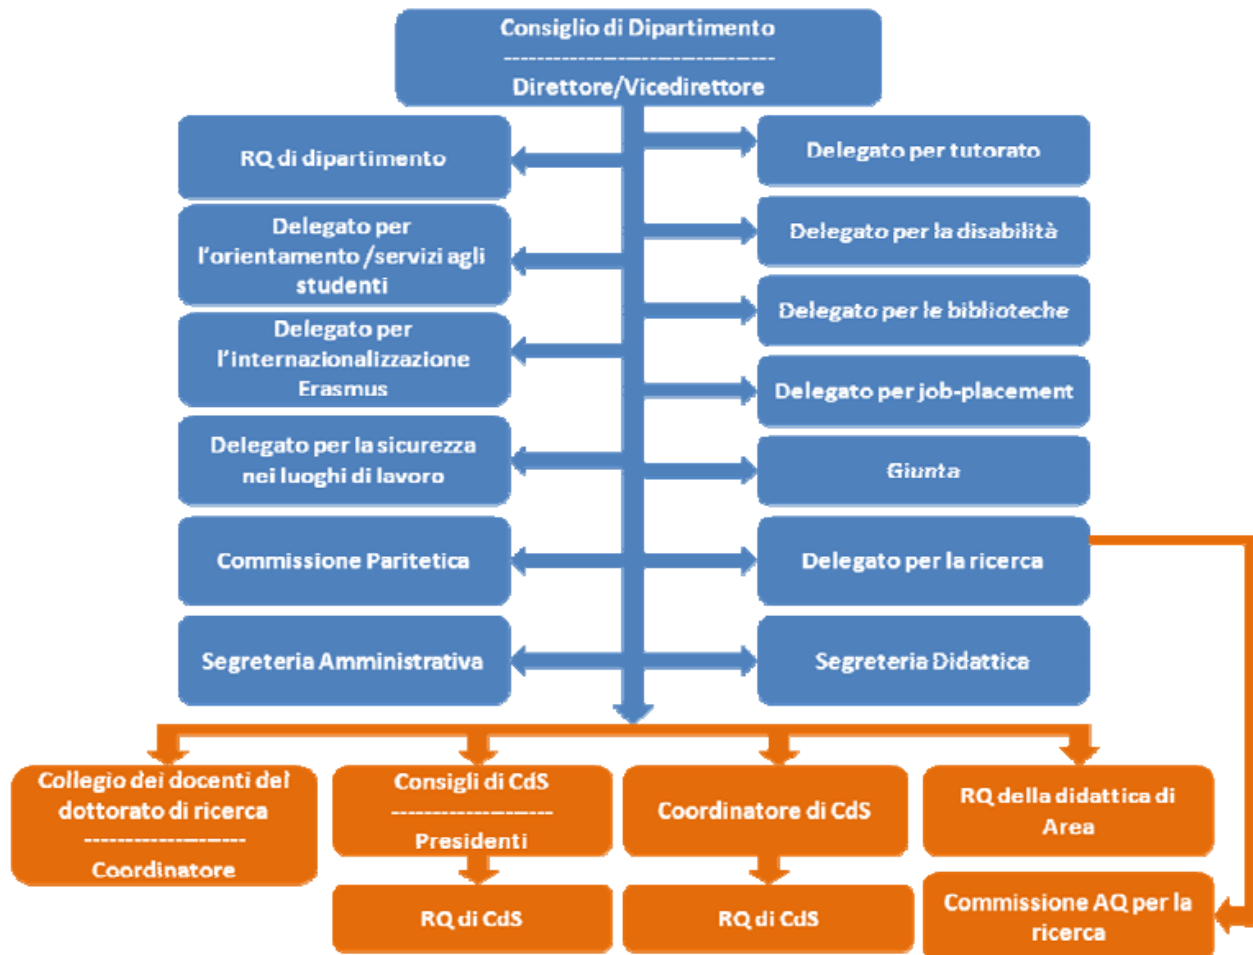 Consiglio di Dipartimento
--------------------------------
Direttore/Vicedirettore
RQ di dipartimento
Delegato per tutorato
Delegato per
l'orientamento /servizi agli
studenti
Delegato per la disabilità
Delegato per
l'internazionalizzazione
Erasmus
Delegato per le biblioteche
Delegato per job-placement
Delegato per la sicurezza
nei luoghi di lavoro
Giunta
Commissione Paritetica
Delegato per la ricerca
Segreteria Amministrativa
Segreteria Didattica
Collegio dei docenti del
dottorato di ricerca
-------------------
Coordinatore
Consigli di CdS
-------------------
Presidenti
Coordinatore di CdS
RQ della didattica di
Area
RQ di CdS
RQ di CdS
Commissione AQ per la
ricerca